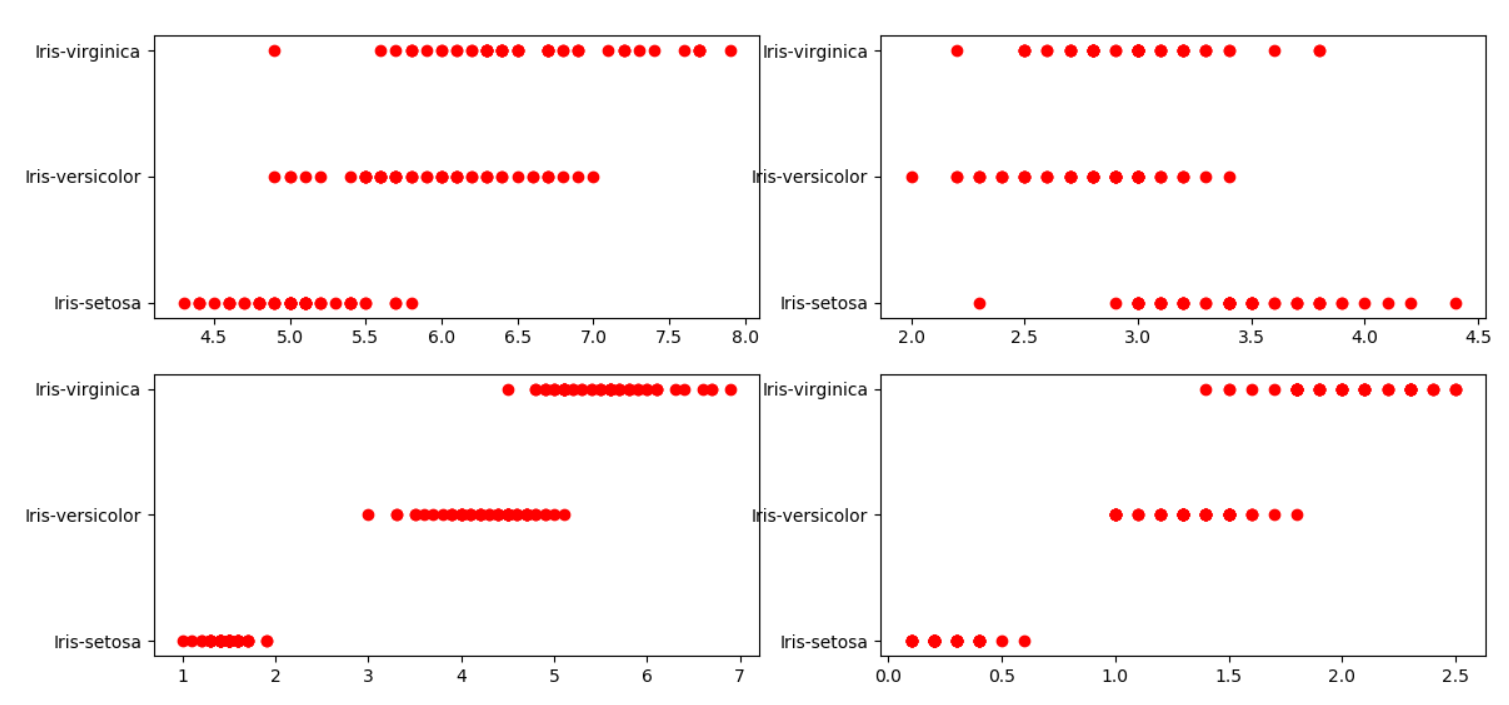 Iris-virginica
Iris-versicolor
Iris-setosa
4.5 5.0 5.5 6.0 6.5 7.0 7.5 8.0
Iris-virginica
Iris-versicolor
Iris-setosa
2.0 2.5 3.0 3.5 4.0 4.5
Iris-virginica
Iris-versicolor
Iris-setosa
1 2 3 4 5 6 7
Iris-virginica
Iris-versicolor
Iris-setosa
0.0 0.5 1.0 1.5 2.0 2.5